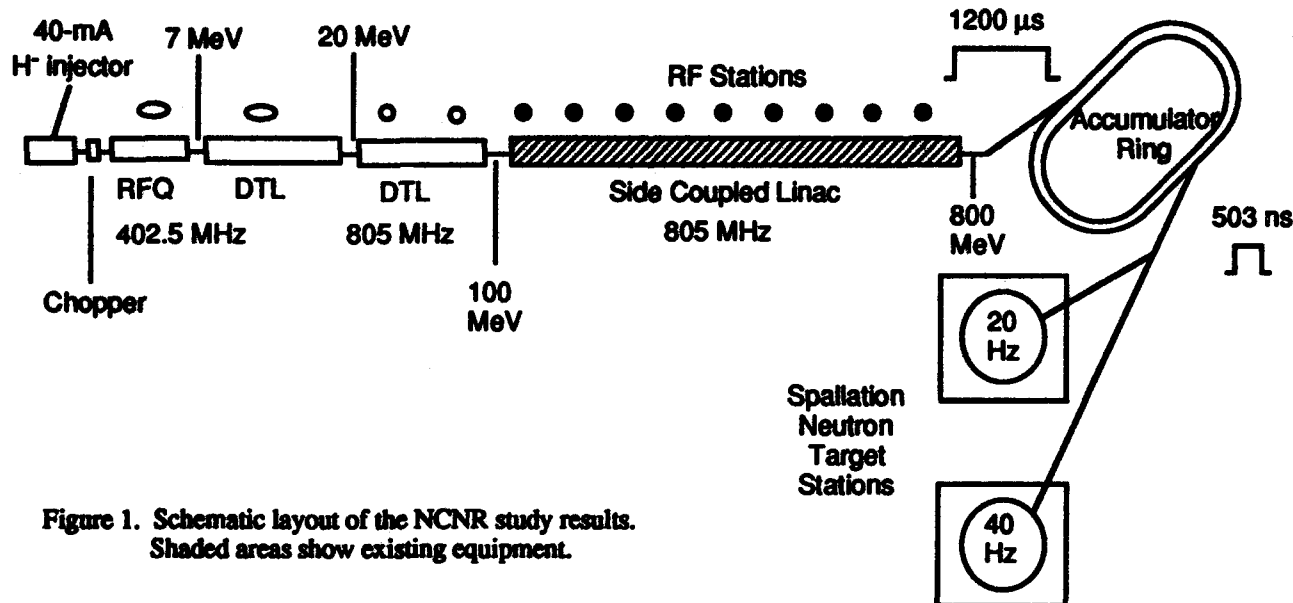 40-mA
H⁻ injector
7 MeV
20 MeV
RF Stations
1200 µs
Accumulator
Ring
RFQ
DTL
DTL
Side Coupled Linac
402.5 MHz
805 MHz
805 MHz
800
MeV
503 ns
Chopper
100
MeV
20
Hz
Spallation
Neutron
Target
Stations
40
Hz
Figure 1. Schematic layout of the NCNR study results.
Shaded areas show existing equipment.